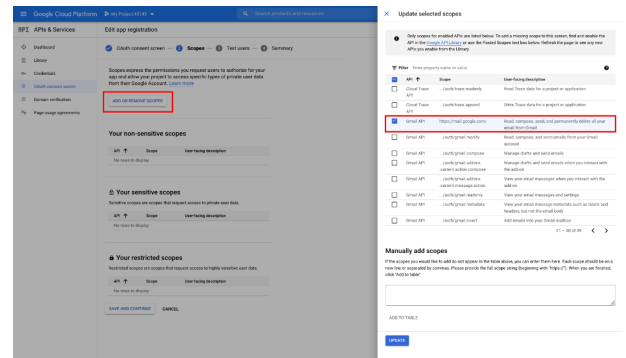 Google Cloud Platform
My Project 48143
Search products and resources
API APIs & Services
Dashboard
Library
Credentials
OAuth consent screen
Domain verification
Page usage agreements
Edit app registration
OAuth consent screen — 2 Scopes — 3 Test users — 4 Summary
Scopes express the permissions you request users to authorize for your
app and allow your project to access specific types of private user data
from their Google Account. Learn more
ADD OR REMOVE SCOPES
Your non-sensitive scopes
API ↑ Scope User-facing description
No rows to display
Your sensitive scopes
Sensitive scopes are scopes that request access to private user data.
API ↑ Scope User-facing description
No rows to display
Your restricted scopes
Restricted scopes are scopes that request access to highly sensitive user data.
API ↑ Scope User-facing description
No rows to display
SAVE AND CONTINUE CANCEL
Update selected scopes
Only scopes for enabled APIs are listed below. To add a missing scope to this screen, find and enable the
API in the Google API Library or use the Pasted Scopes text box below. Refresh the page to see any new
APIs you enable from the Library.
Filter Enter property name or value
API ↑ Scope User-facing description
Cloud Trace API .../auth/trace.readonly Read Trace data for a project or application
Cloud Trace API .../auth/trace.append Write Trace data for a project or application
Gmail API https://mail.google.com/ Read, compose, send, and permanently delete all your
email from Gmail
Gmail API .../auth/gmail.modify Read, compose, and send emails from your Gmail
account
Gmail API .../auth/gmail.compose Manage drafts and send emails
Gmail API .../auth/gmail.addons Manage drafts and send emails when you interact with
.current.action.compose the add-on
Gmail API .../auth/gmail.addons View your email messages when you interact with the
.current.message.action add-on
Gmail API .../auth/gmail.readonly View your email messages and settings
Gmail API .../auth/gmail.metadata View your email message metadata such as labels and
headers, but not the email body
Gmail API .../auth/gmail.insert Add emails into your Gmail mailbox
21 – 30 of 39
Manually add scopes
If the scopes you would like to add do not appear in the table above, you can enter them here. Each scope should be on a
new line or separated by commas. Please provide the full scope string (beginning with "https://"). When you are finished,
click "Add to table".
ADD TO TABLE
UPDATE